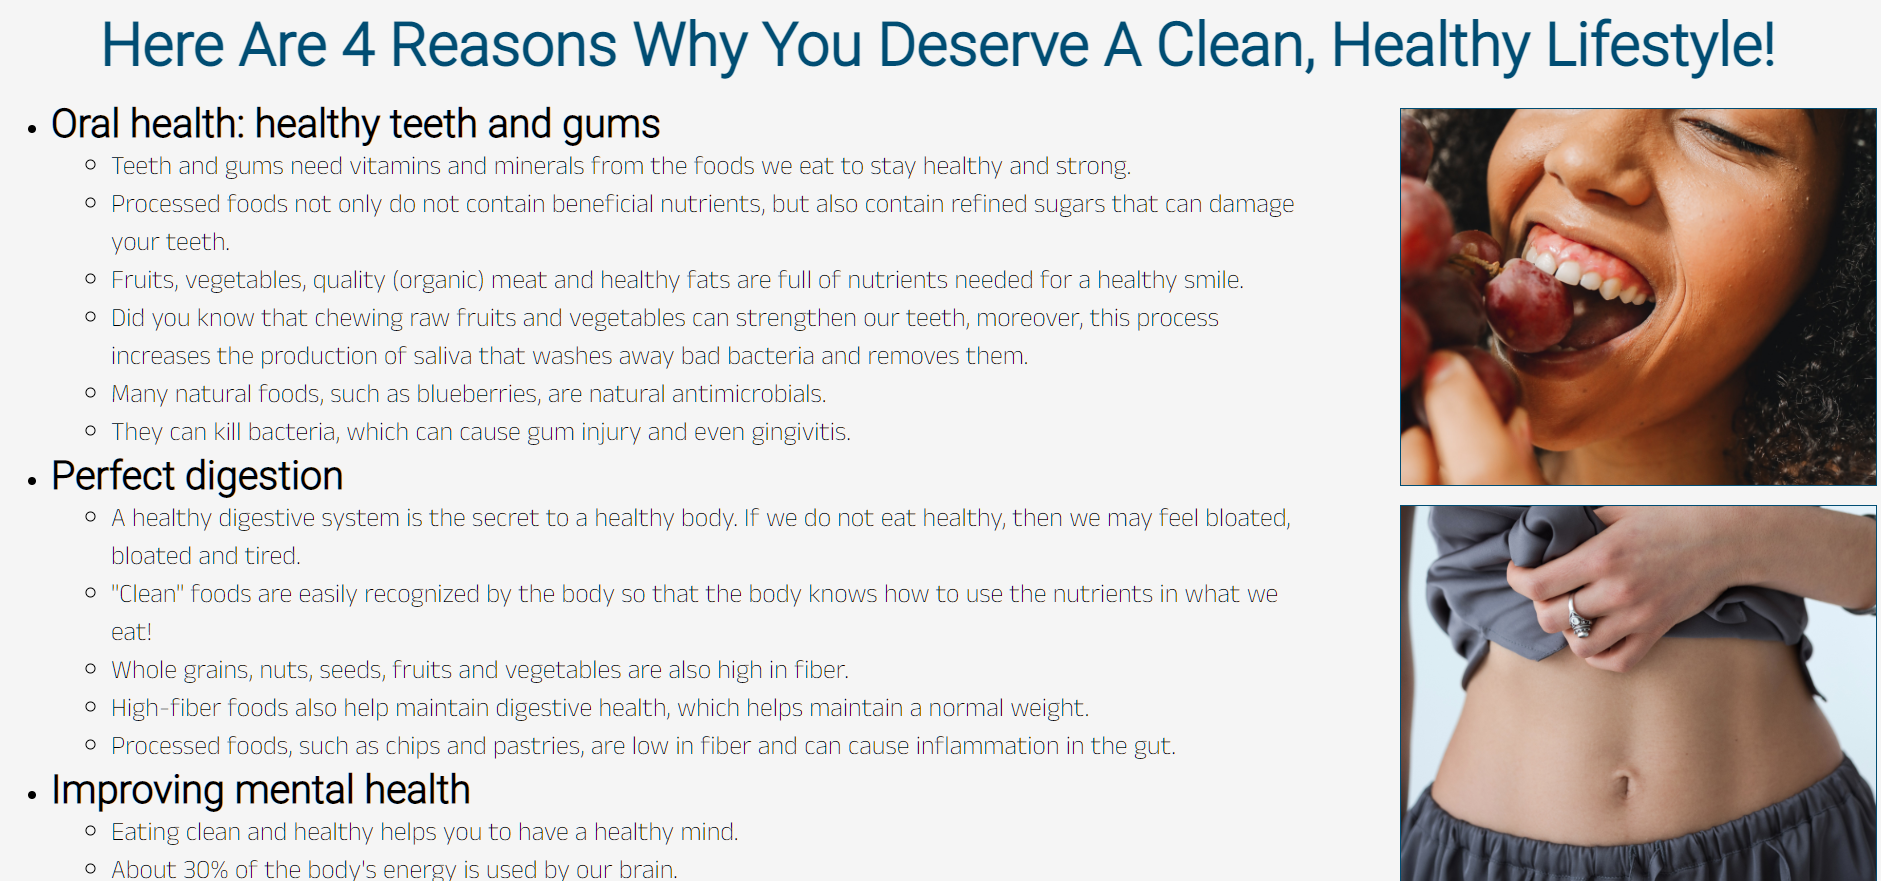 Here Are 4 Reasons Why You Deserve A Clean, Healthy Lifestyle!
Oral health: healthy teeth and gums
Teeth and gums need vitamins and minerals from the foods we eat to stay healthy and strong.
Processed foods not only do not contain beneficial nutrients, but also contain refined sugars that can damage
your teeth.
Fruits, vegetables, quality (organic) meat and healthy fats are full of nutrients needed for a healthy smile.
Did you know that chewing raw fruits and vegetables can strengthen our teeth, moreover, this process
increases the production of saliva that washes away bad bacteria and removes them.
Many natural foods, such as blueberries, are natural antimicrobials.
They can kill bacteria, which can cause gum injury and even gingivitis.
Perfect digestion
A healthy digestive system is the secret to a healthy body. If we do not eat healthy, then we may feel bloated,
bloated and tired.
"Clean" foods are easily recognized by the body so that the body knows how to use the nutrients in what we
eat!
Whole grains, nuts, seeds, fruits and vegetables are also high in fiber.
High-fiber foods also help maintain digestive health, which helps maintain a normal weight.
Processed foods, such as chips and pastries, are low in fiber and can cause inflammation in the gut.
Improving mental health
Eating clean and healthy helps you to have a healthy mind.
About 30% of the body's energy is used by our brain.